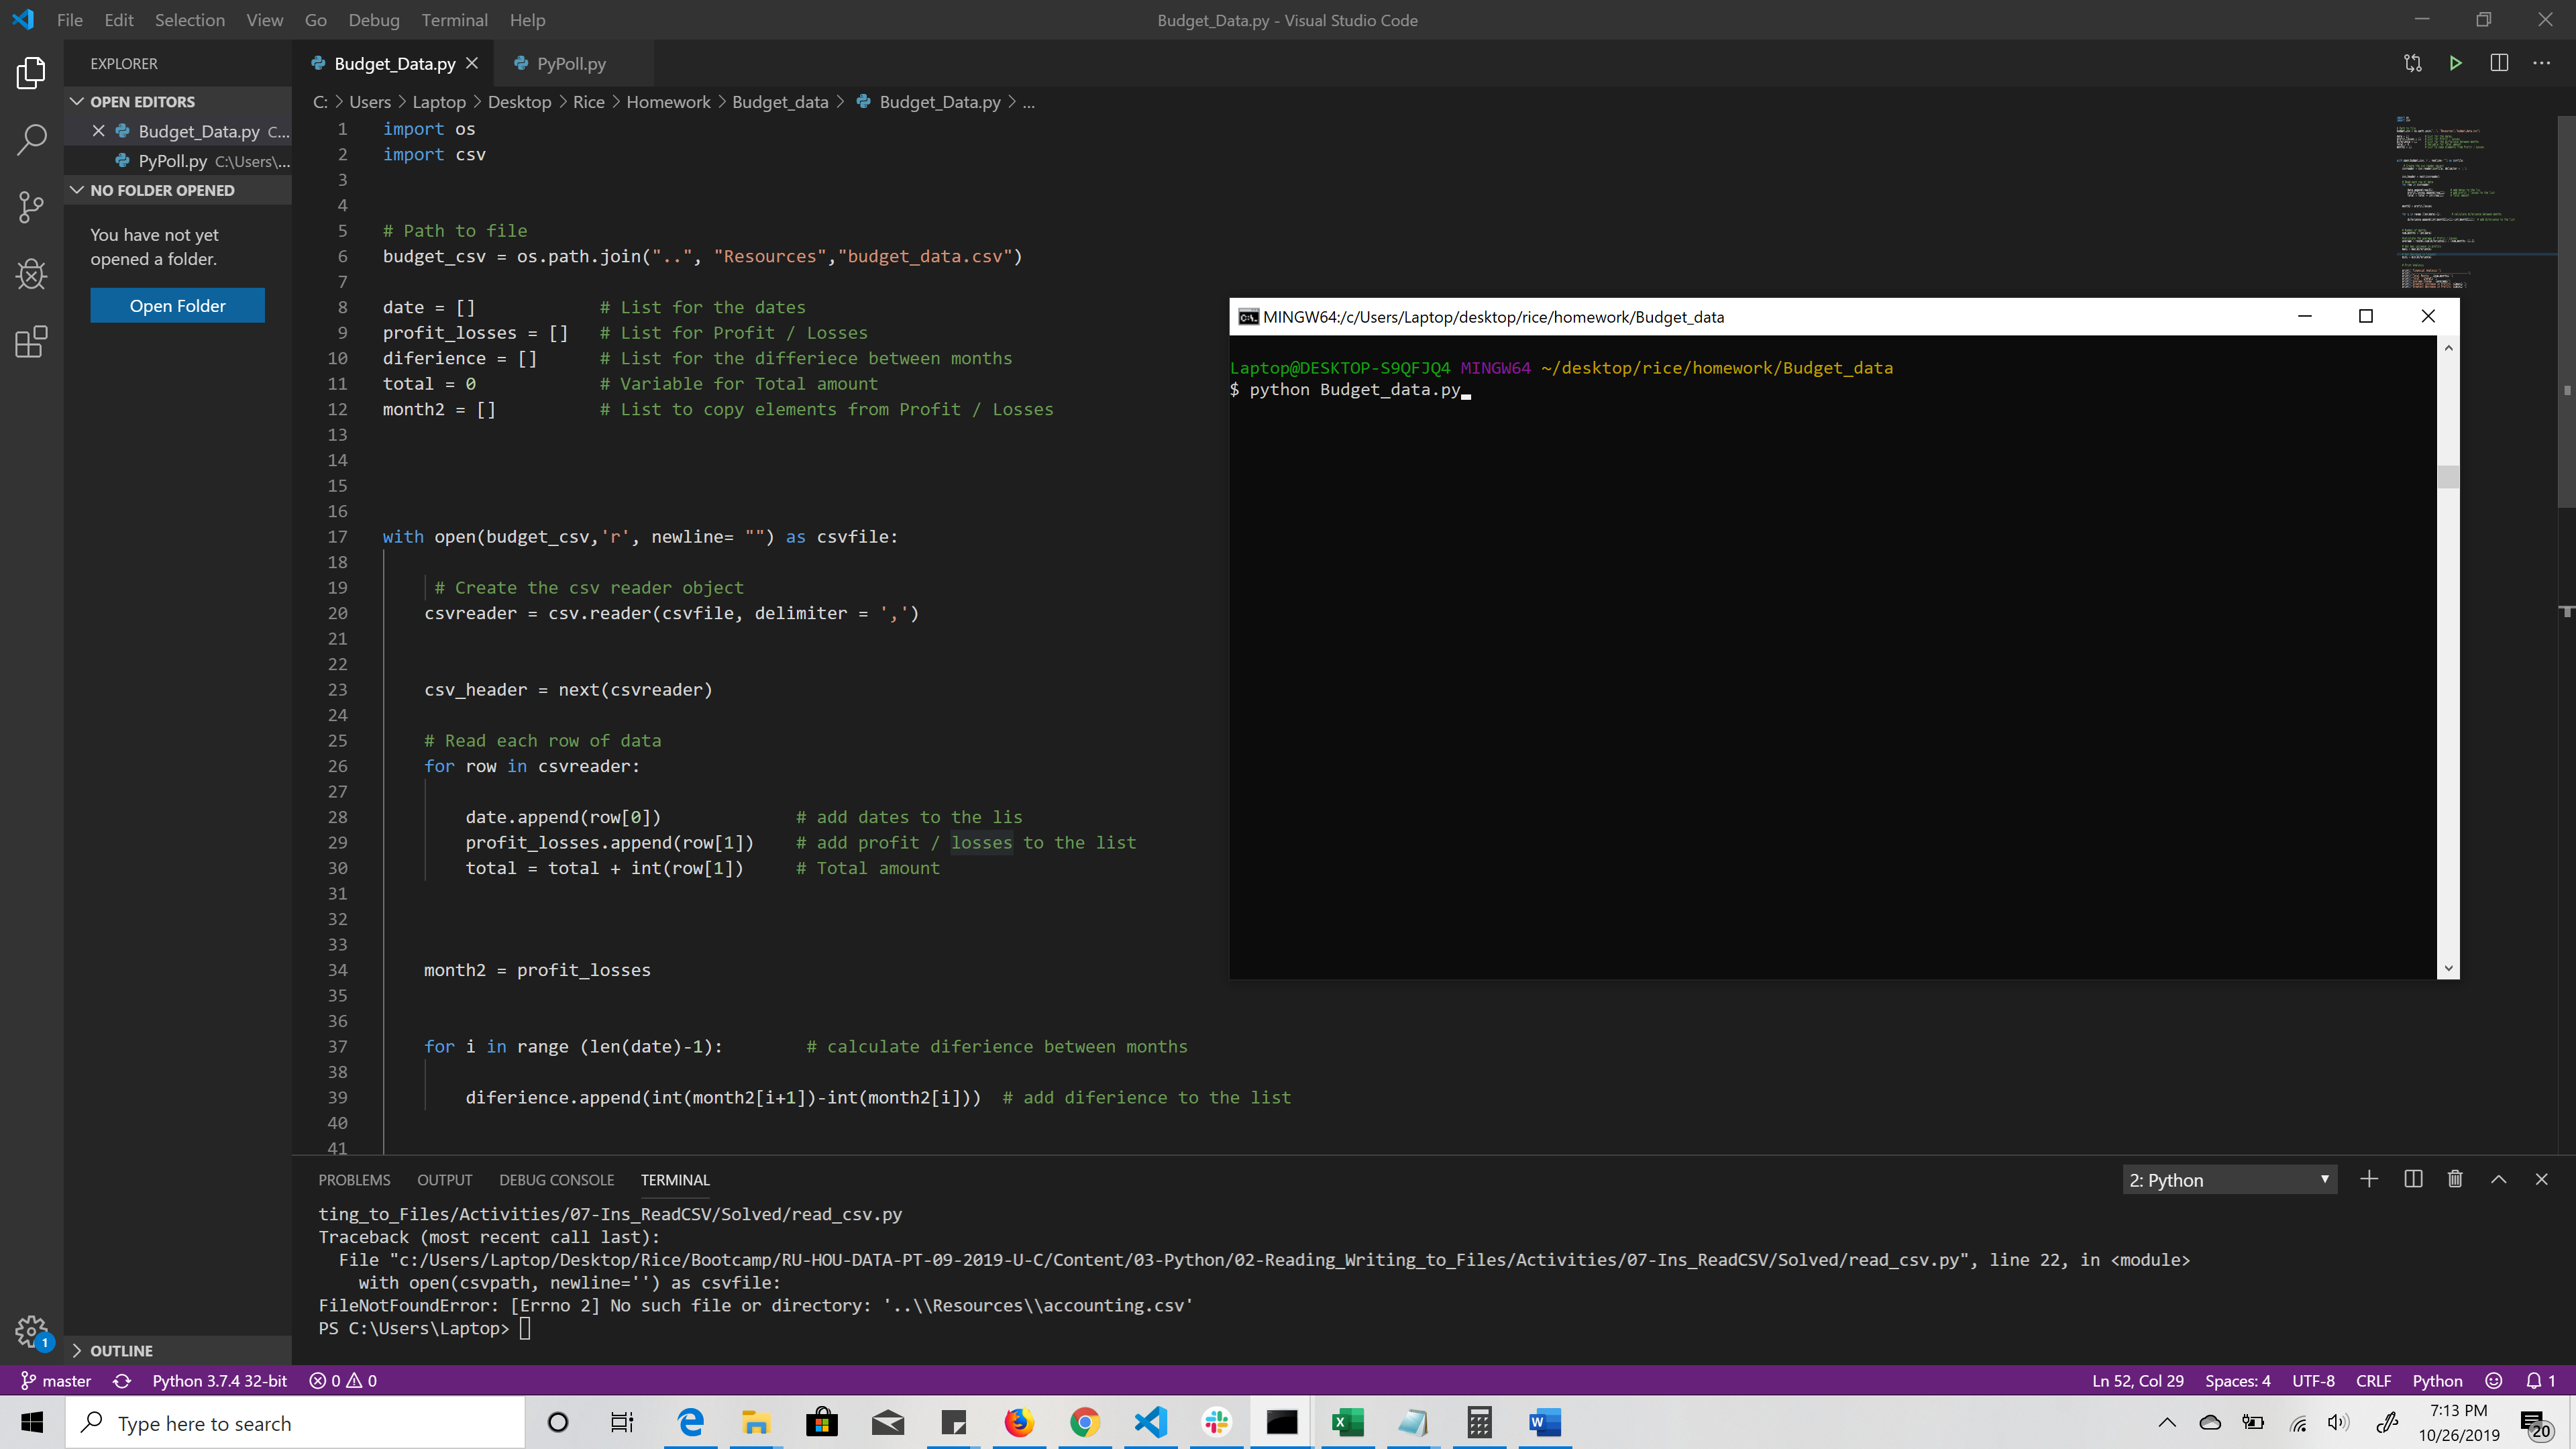 File Edit Selection View Go Debug Terminal Help
Budget_Data.py - Visual Studio Code
EXPLORER
OPEN EDITORS
Budget_Data.py C...
PyPoll.py C:\Users\...
NO FOLDER OPENED
You have not yet
opened a folder.
Open Folder
OUTLINE
Budget_Data.py
PyPoll.py
C: > Users > Laptop > Desktop > Rice > Homework > Budget_data > Budget_Data.py > ...
1 import os
2 import csv
3
4
5 # Path to file
6 budget_csv = os.path.join("..", "Resources","budget_data.csv")
7
8 date = [] # List for the dates
9 profit_losses = [] # List for Profit / Losses
10 diferience = [] # List for the differiece between months
11 total = 0 # Variable for Total amount
12 month2 = [] # List to copy elements from Profit / Losses
13
14
15
16
17 with open(budget_csv,'r', newline= "") as csvfile:
18
19 # Create the csv reader object
20 csvreader = csv.reader(csvfile, delimiter = ',')
21
22
23 csv_header = next(csvreader)
24
25 # Read each row of data
26 for row in csvreader:
27
28 date.append(row[0]) # add dates to the lis
29 profit_losses.append(row[1]) # add profit / losses to the list
30 total = total + int(row[1]) # Total amount
31
32
33
34 month2 = profit_losses
35
36
37 for i in range (len(date)-1): # calculate diferience between months
38
39 diferience.append(int(month2[i+1])-int(month2[i])) # add diferience to the list
40
41
MINGW64:/c/Users/Laptop/desktop/rice/homework/Budget_data
Laptop@DESKTOP-S9QFJQ4 MINGW64 ~/desktop/rice/homework/Budget_data
$ python Budget_data.py
PROBLEMS OUTPUT DEBUG CONSOLE TERMINAL
2: Python
ting_to_Files/Activities/07-Ins_ReadCSV/Solved/read_csv.py
Traceback (most recent call last):
File "c:/Users/Laptop/Desktop/Rice/Bootcamp/RU-HOU-DATA-PT-09-2019-U-C/Content/03-Python/02-Reading_Writing_to_Files/Activities/07-Ins_ReadCSV/Solved/read_csv.py", line 22, in <module>
with open(csvpath, newline='') as csvfile:
FileNotFoundError: [Errno 2] No such file or directory: '..\\Resources\\accounting.csv'
PS C:\Users\Laptop>
1
master Python 3.7.4 32-bit 0 0 Ln 52, Col 29 Spaces: 4 UTF-8 CRLF Python 1
Type here to search
7:13 PM
10/26/2019
20